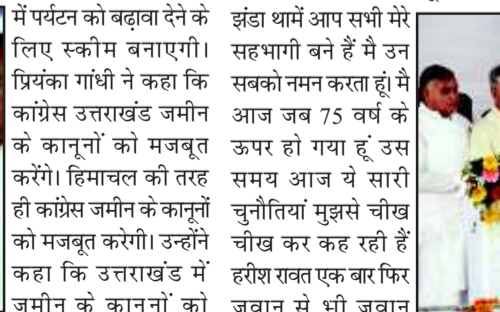 में पर्यटन को बढ़ावा देने के
लिए स्कीम बनाएगी।
प्रियंका गांधी ने कहा कि
कांग्रेस उत्तराखंड जमीन
के कानूनों को मजबूत
करेंगे। हिमाचल की तरह
ही कांग्रेस जमीन के कानूनों
को मजबूत करेगी। उन्होंने
कहा कि उत्तराखंड में
जमीन के कानूनों को
झंडा थामें आप सभी मेरे
सहभागी बने हैं मै उन
सबको नमन करता हूं। मै
आज जब 75 वर्ष के
ऊपर हो गया हूं उस
समय आज ये सारी
चुनौतियां मुझसे चीख
चीख कर कह रही हैं
हरीश रावत एक बार फिर
जवान से भी जवान